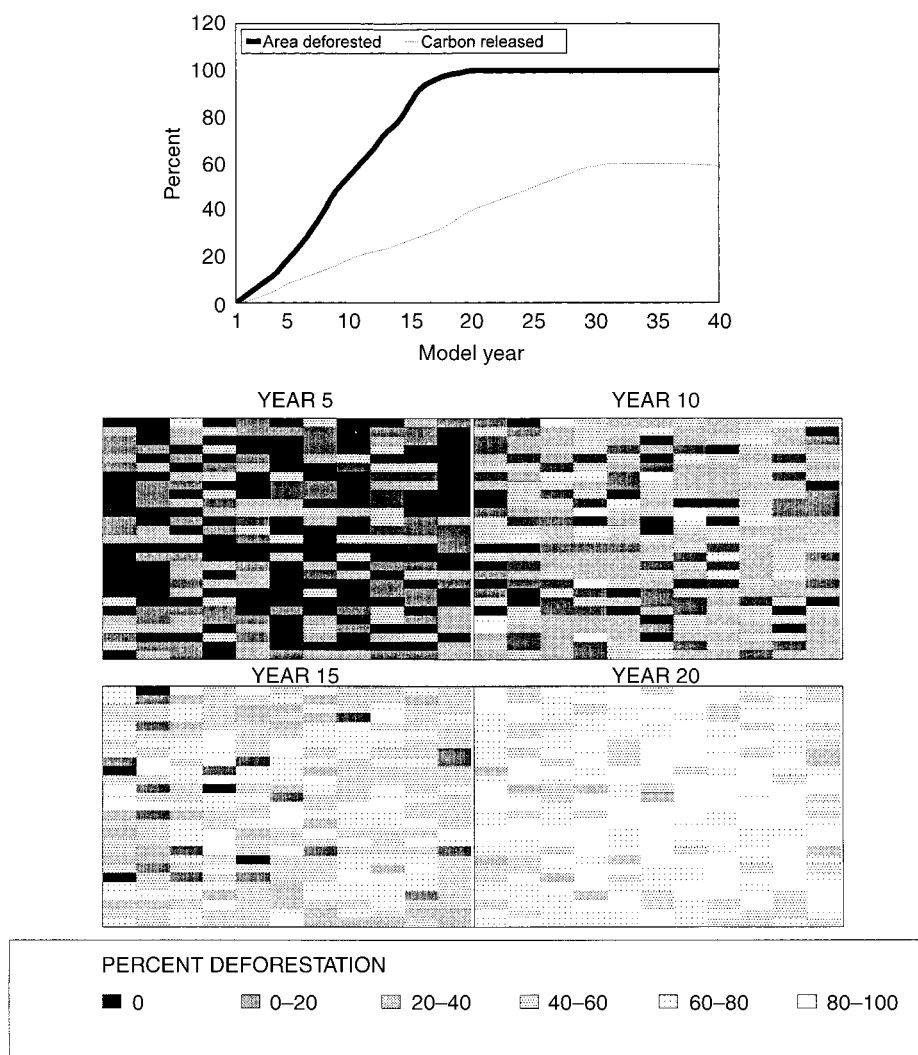 120
Area deforested Carbon released
100
80
60
40
20
0
Percent
1 5 10 15 20 25 30 35 40
Model year
YEAR 5 YEAR 10
YEAR 15 YEAR 20
PERCENT DEFORESTATION
0 0–20 20–40 40–60 60–80 80–100